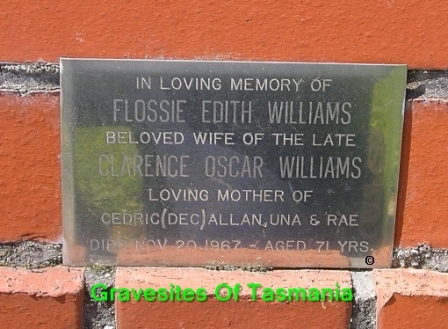 IN LOVING MEMORY OF
FLOSSIE EDITH WILLIAMS
BELOVED WIFE OF THE LATE
CLARENCE OSCAR WILLIAMS
LOVING MOTHER OF
CEDRIC(DEC)ALLAN, UNA & RAE
DIED NOV 20, 1967 - AGED 71 YRS.
©
Gravesites Of Tasmania